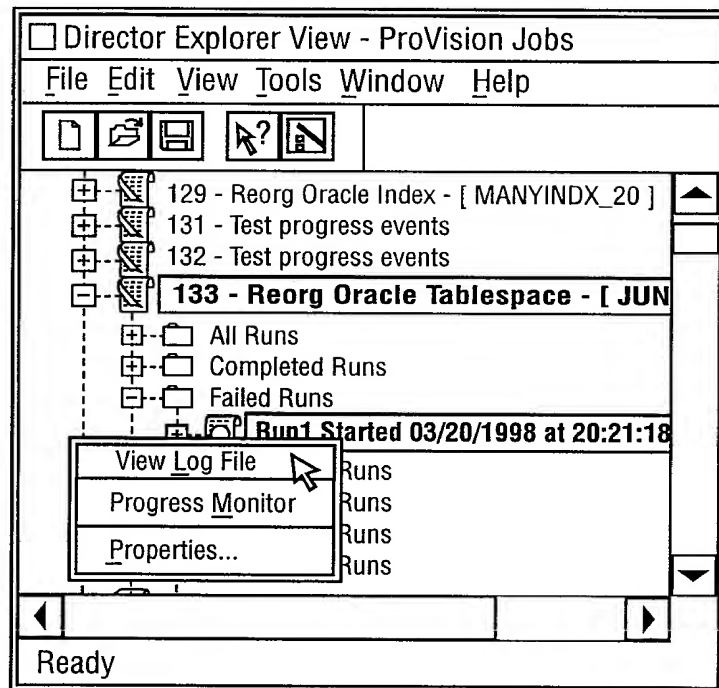 Director Explorer View - ProVision Jobs
File Edit View Tools Window Help
?
129 - Reorg Oracle Index - [ MANYINDX_20 ]
131 - Test progress events
132 - Test progress events
133 - Reorg Oracle Tablespace - [ JUN
All Runs
Completed Runs
Failed Runs
Run1 Started 03/20/1998 at 20:21:18
View Log File
Runs
Progress Monitor
Runs
Runs
Properties...
Runs
Ready